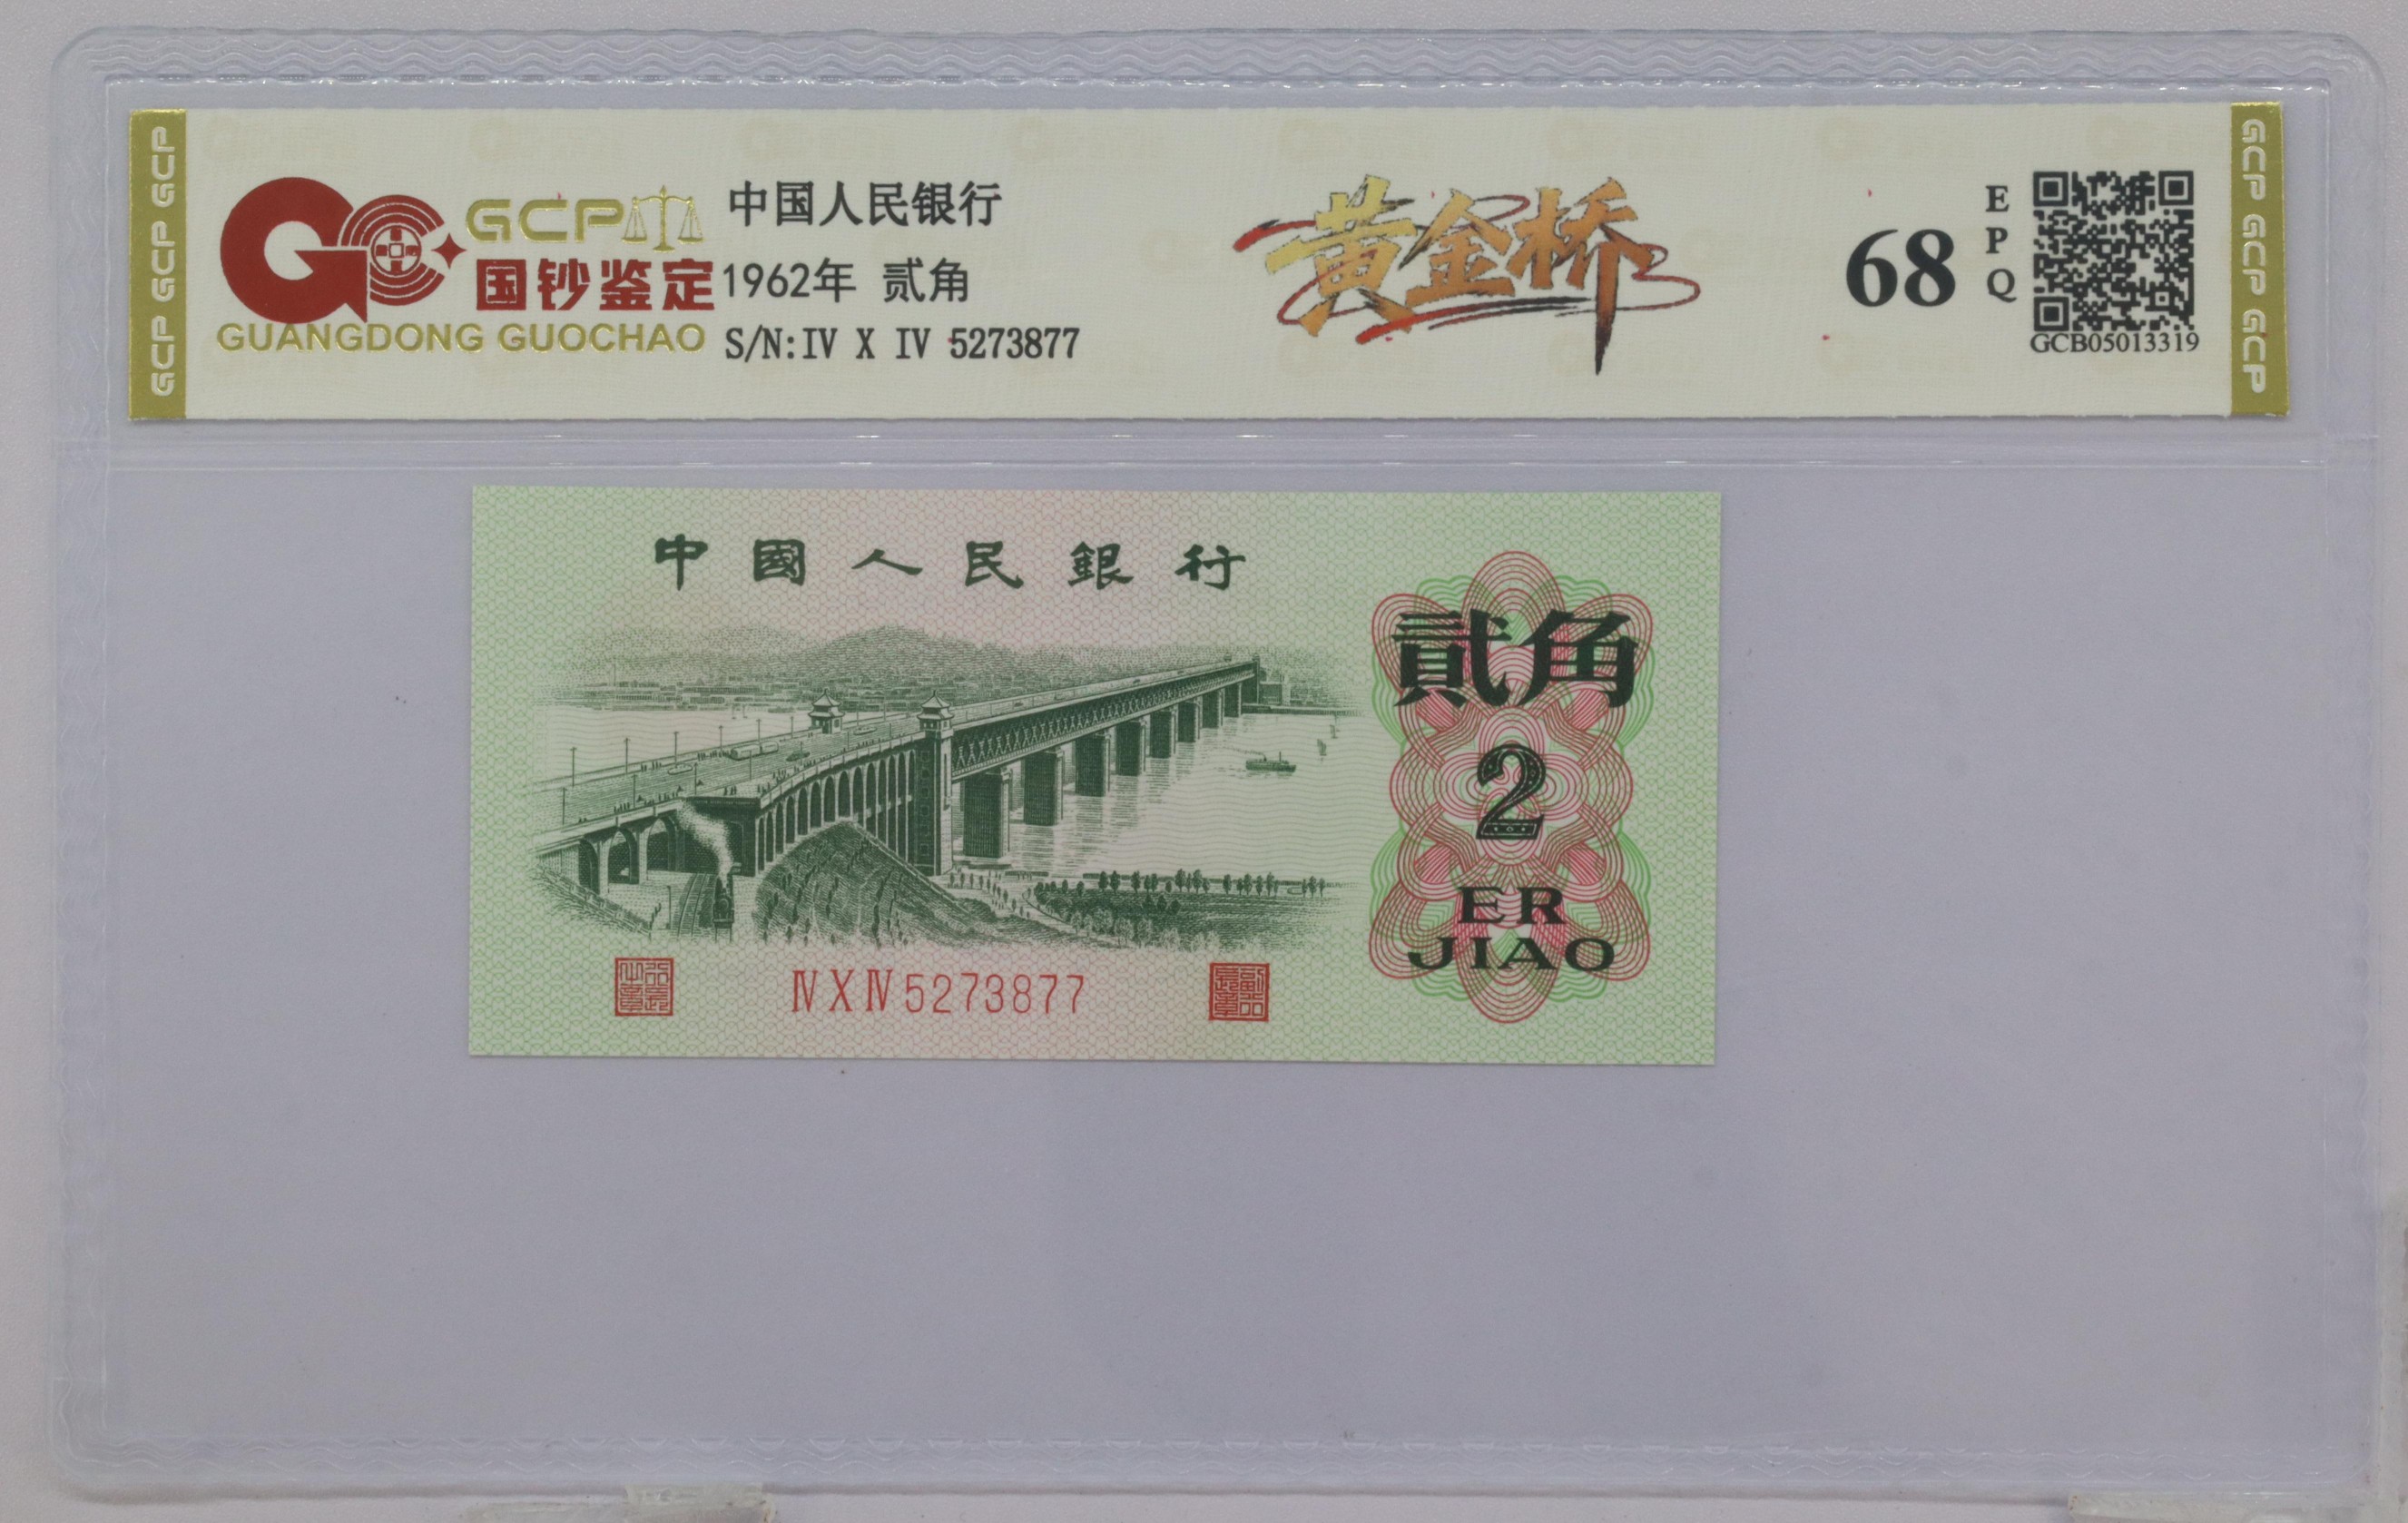 GCP GCP GCP
GCP
国钞鉴定
GUANGDONG GUOCHAO
中国人民银行
1962年 贰角
S/N:IV X IV 5273877
黄金桥
68
EPQ
GCB05013319
GCP GCP GCP
中國人民銀行
貳角
2
ER
JIAO
ⅣⅩⅣ5273877